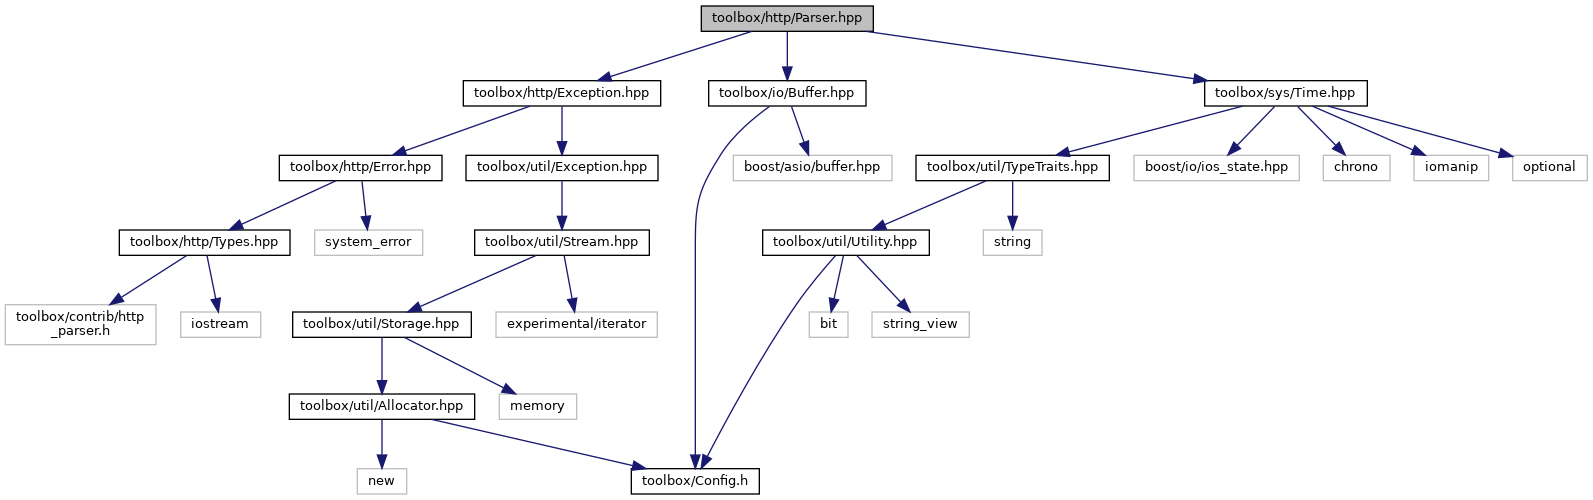 toolbox/http/Parser.hpp
toolbox/http/Exception.hpp
toolbox/io/Buffer.hpp
toolbox/sys/Time.hpp
toolbox/http/Error.hpp
toolbox/util/Exception.hpp
boost/asio/buffer.hpp
toolbox/util/TypeTraits.hpp
boost/io/ios_state.hpp
chrono
iomanip
optional
toolbox/http/Types.hpp
system_error
toolbox/util/Stream.hpp
toolbox/util/Utility.hpp
string
toolbox/contrib/http
_parser.h
iostream
toolbox/util/Storage.hpp
experimental/iterator
bit
string_view
toolbox/util/Allocator.hpp
memory
new
toolbox/Config.h